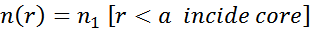 n(r) = n₁ [r < a incide core]